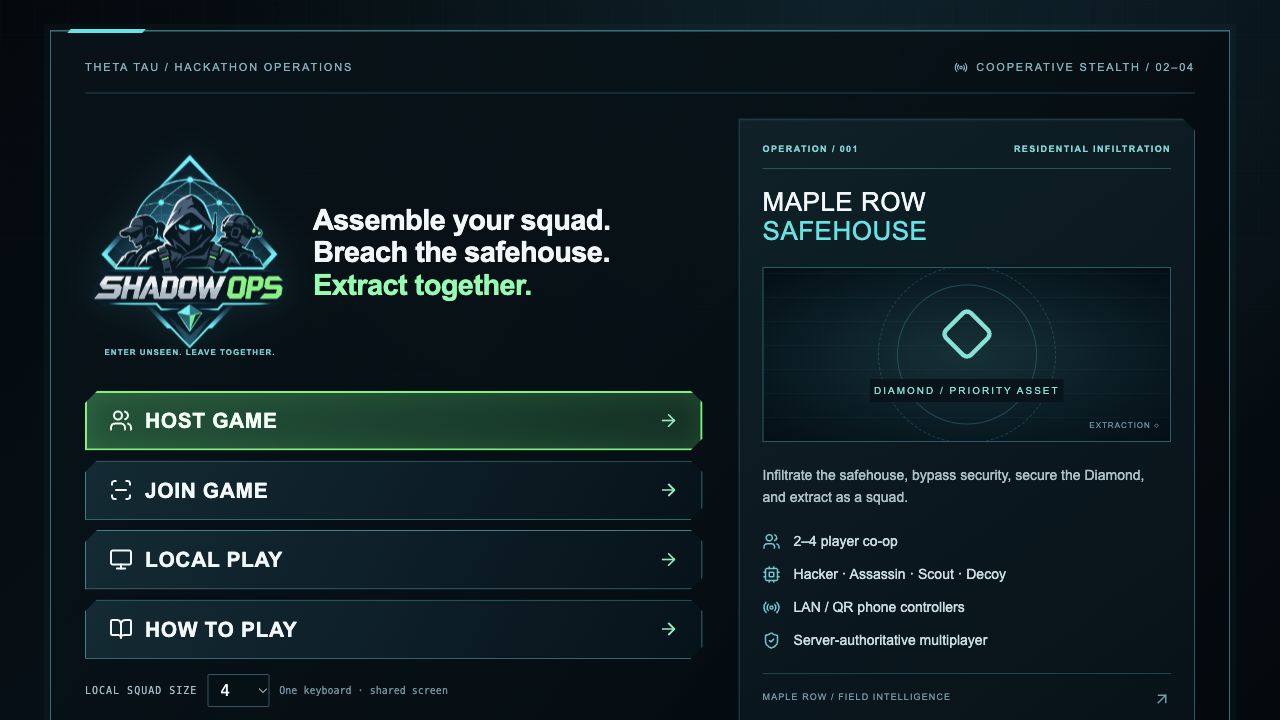 THETA TAU / HACKATHON OPERATIONS
COOPERATIVE STEALTH / 02–04
SHADOW OPS
ENTER UNSEEN. LEAVE TOGETHER.
Assemble your squad.
Breach the safehouse.
Extract together.
HOST GAME
JOIN GAME
LOCAL PLAY
HOW TO PLAY
LOCAL SQUAD SIZE
4
One keyboard · shared screen
OPERATION / 001
RESIDENTIAL INFILTRATION
MAPLE ROW
SAFEHOUSE
DIAMOND / PRIORITY ASSET
EXTRACTION ◇
Infiltrate the safehouse, bypass security, secure the Diamond,
and extract as a squad.
2–4 player co-op
Hacker · Assassin · Scout · Decoy
LAN / QR phone controllers
Server-authoritative multiplayer
MAPLE ROW / FIELD INTELLIGENCE